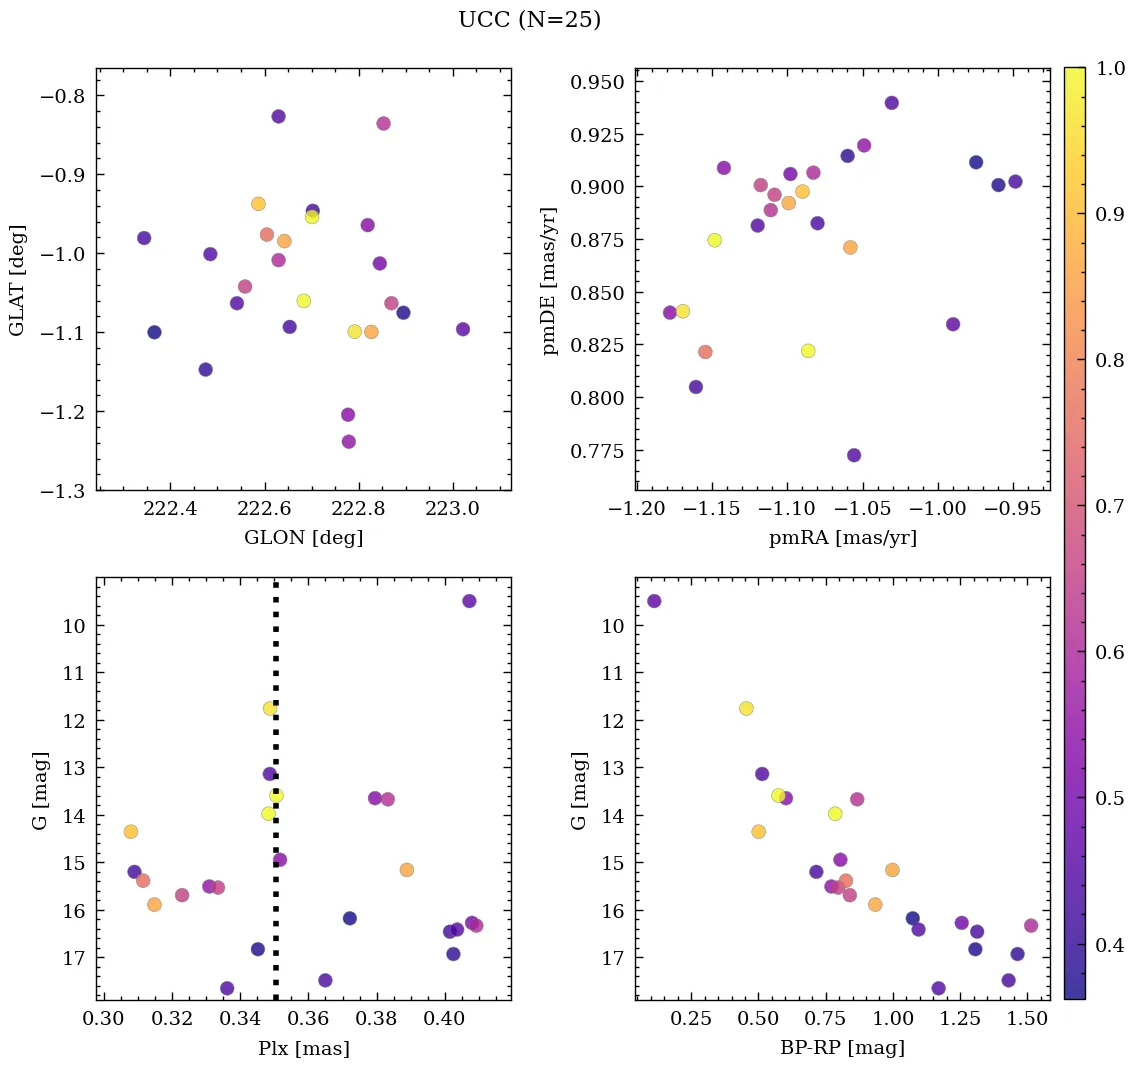 UCC (N=25)
−0.8
−0.9
−1.0
−1.1
−1.2
−1.3
GLAT [deg]
222.4 222.6 222.8 223.0
GLON [deg]
0.950
0.925
0.900
0.875
0.850
0.825
0.800
0.775
pmDE [mas/yr]
−1.20 −1.15 −1.10 −1.05 −1.00 −0.95
pmRA [mas/yr]
10
11
12
13
14
15
16
17
G [mag]
0.30 0.32 0.34 0.36 0.38 0.40
Plx [mas]
10
11
12
13
14
15
16
17
G [mag]
0.25 0.50 0.75 1.00 1.25 1.50
BP-RP [mag]
1.0
0.9
0.8
0.7
0.6
0.5
0.4